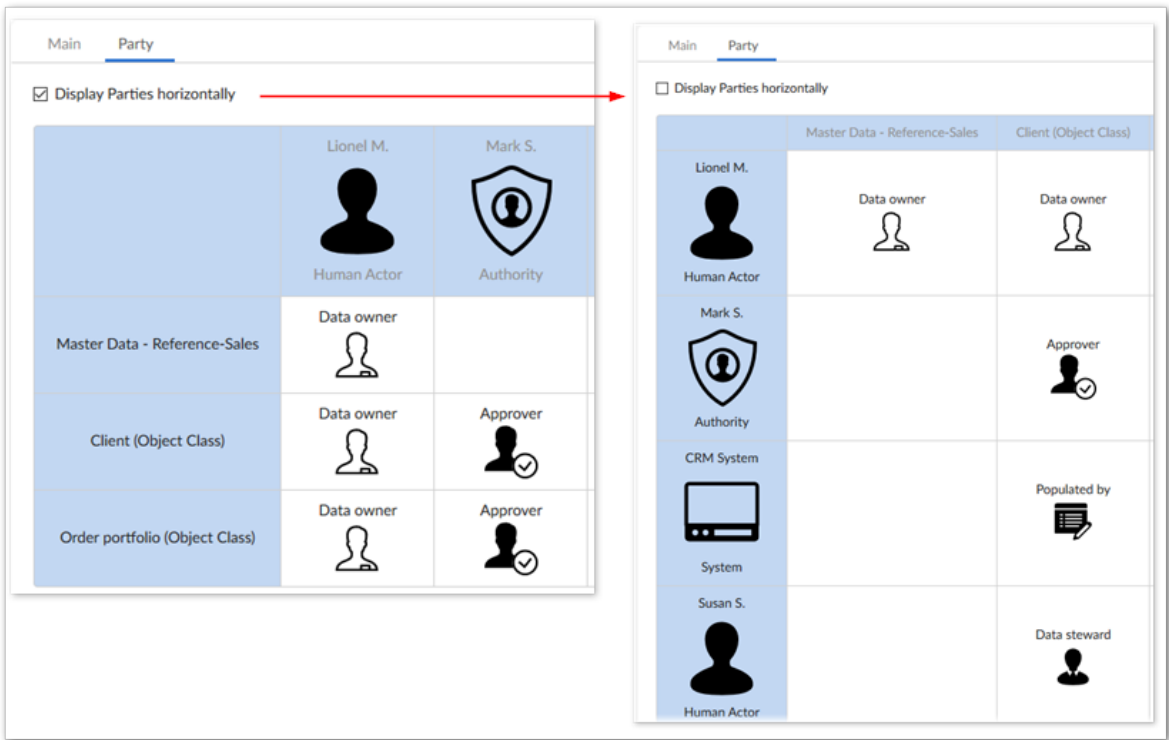 Main Party
Display Parties horizontally
Lionel M. Mark S.
Human Actor Authority
Data owner
Master Data - Reference-Sales
Data owner Approver
Client (Object Class)
Data owner Approver
Order portfolio (Object Class)
Main Party
Display Parties horizontally
Master Data - Reference-Sales Client (Object Class)
Lionel M.
Data owner Data owner
Human Actor
Mark S.
Approver
Authority
CRM System
Populated by
System
Susan S.
Data steward
Human Actor